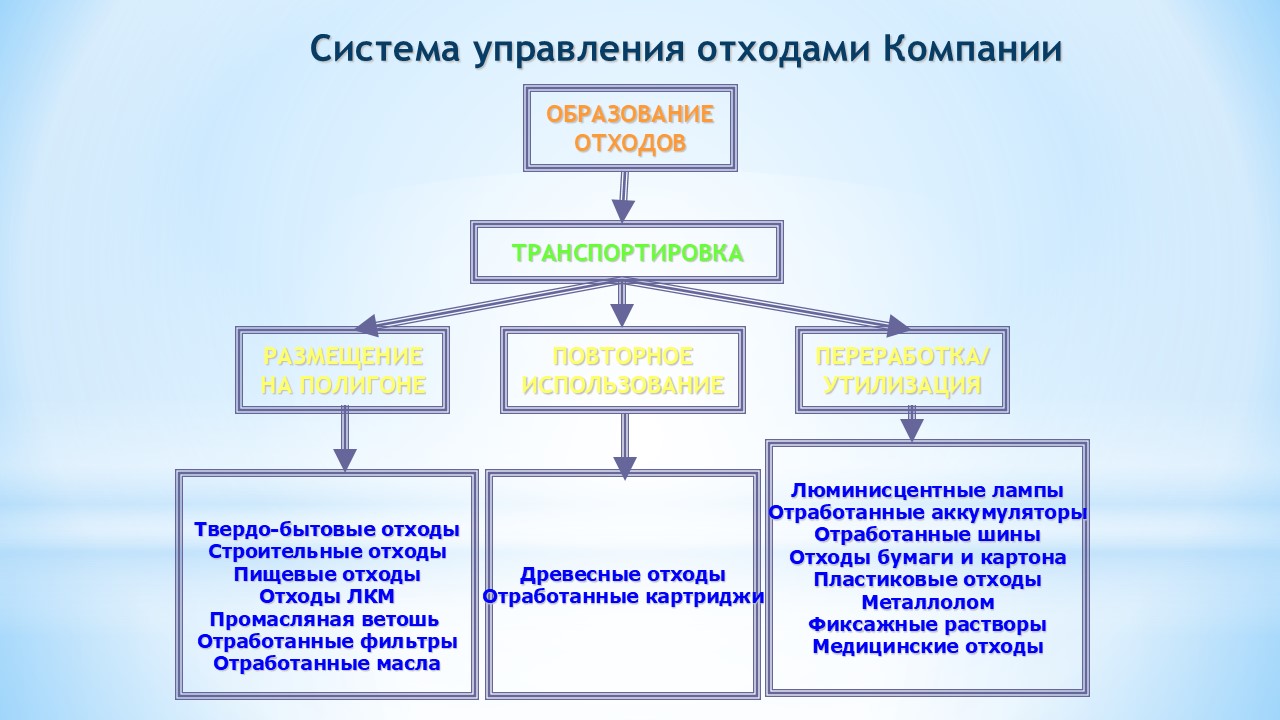 Система управления отходами Компании
ОБРАЗОВАНИЕ
ОТХОДОВ
ТРАНСПОРТИРОВКА
РАЗМЕЩЕНИЕ
НА ПОЛИГОНЕ
ПОВТОРНОЕ
ИСПОЛЬЗОВАНИЕ
ПЕРЕРАБОТКА/
УТИЛИЗАЦИЯ
Твердо-бытовые отходы
Строительные отходы
Пищевые отходы
Отходы ЛКМ
Промасляная ветошь
Отработанные фильтры
Отработанные масла
Древесные отходы
Отработанные картриджи
Люминисцентные лампы
Отработанные аккумуляторы
Отработанные шины
Отходы бумаги и картона
Пластиковые отходы
Металлолом
Фиксажные растворы
Медицинские отходы